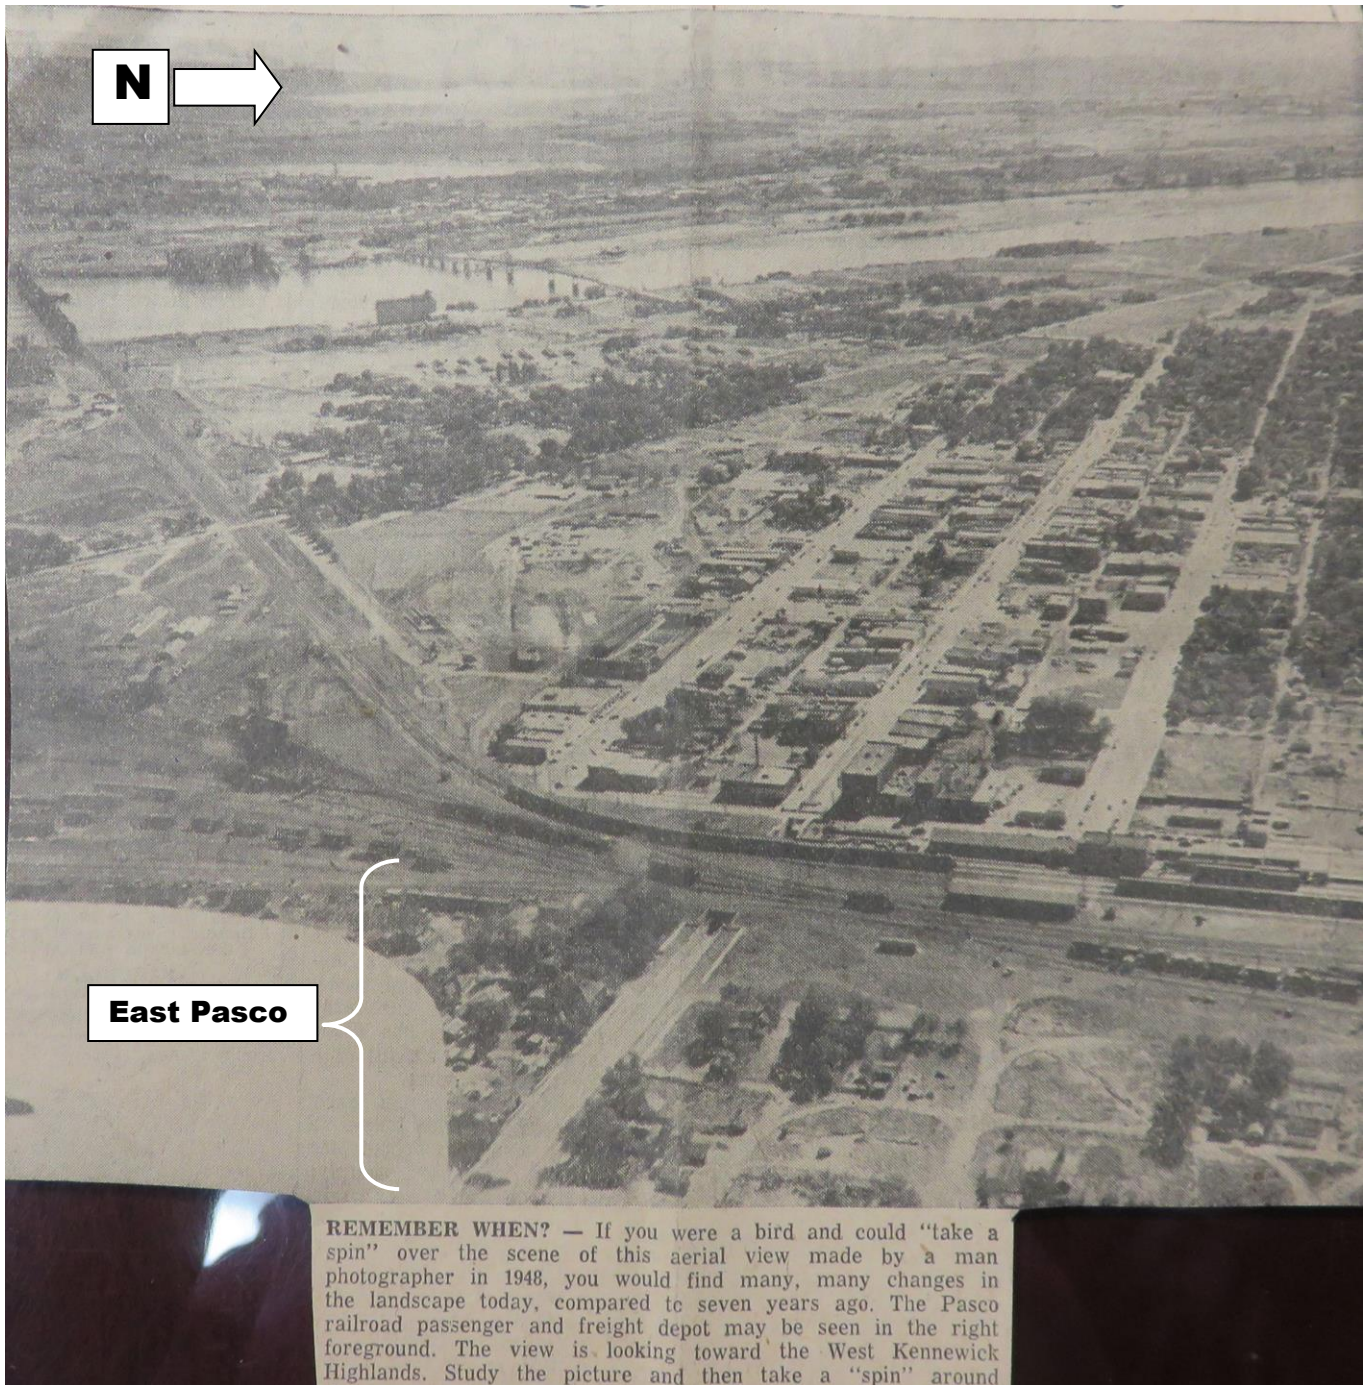 N
East Pasco
REMEMBER WHEN? — If you were a bird and could "take a
spin" over the scene of this aerial view made by a man
photographer in 1948, you would find many, many changes in
the landscape today, compared to seven years ago. The Pasco
railroad passenger and freight depot may be seen in the right
foreground. The view is looking toward the West Kennewick
Highlands. Study the picture and then take a "spin" around